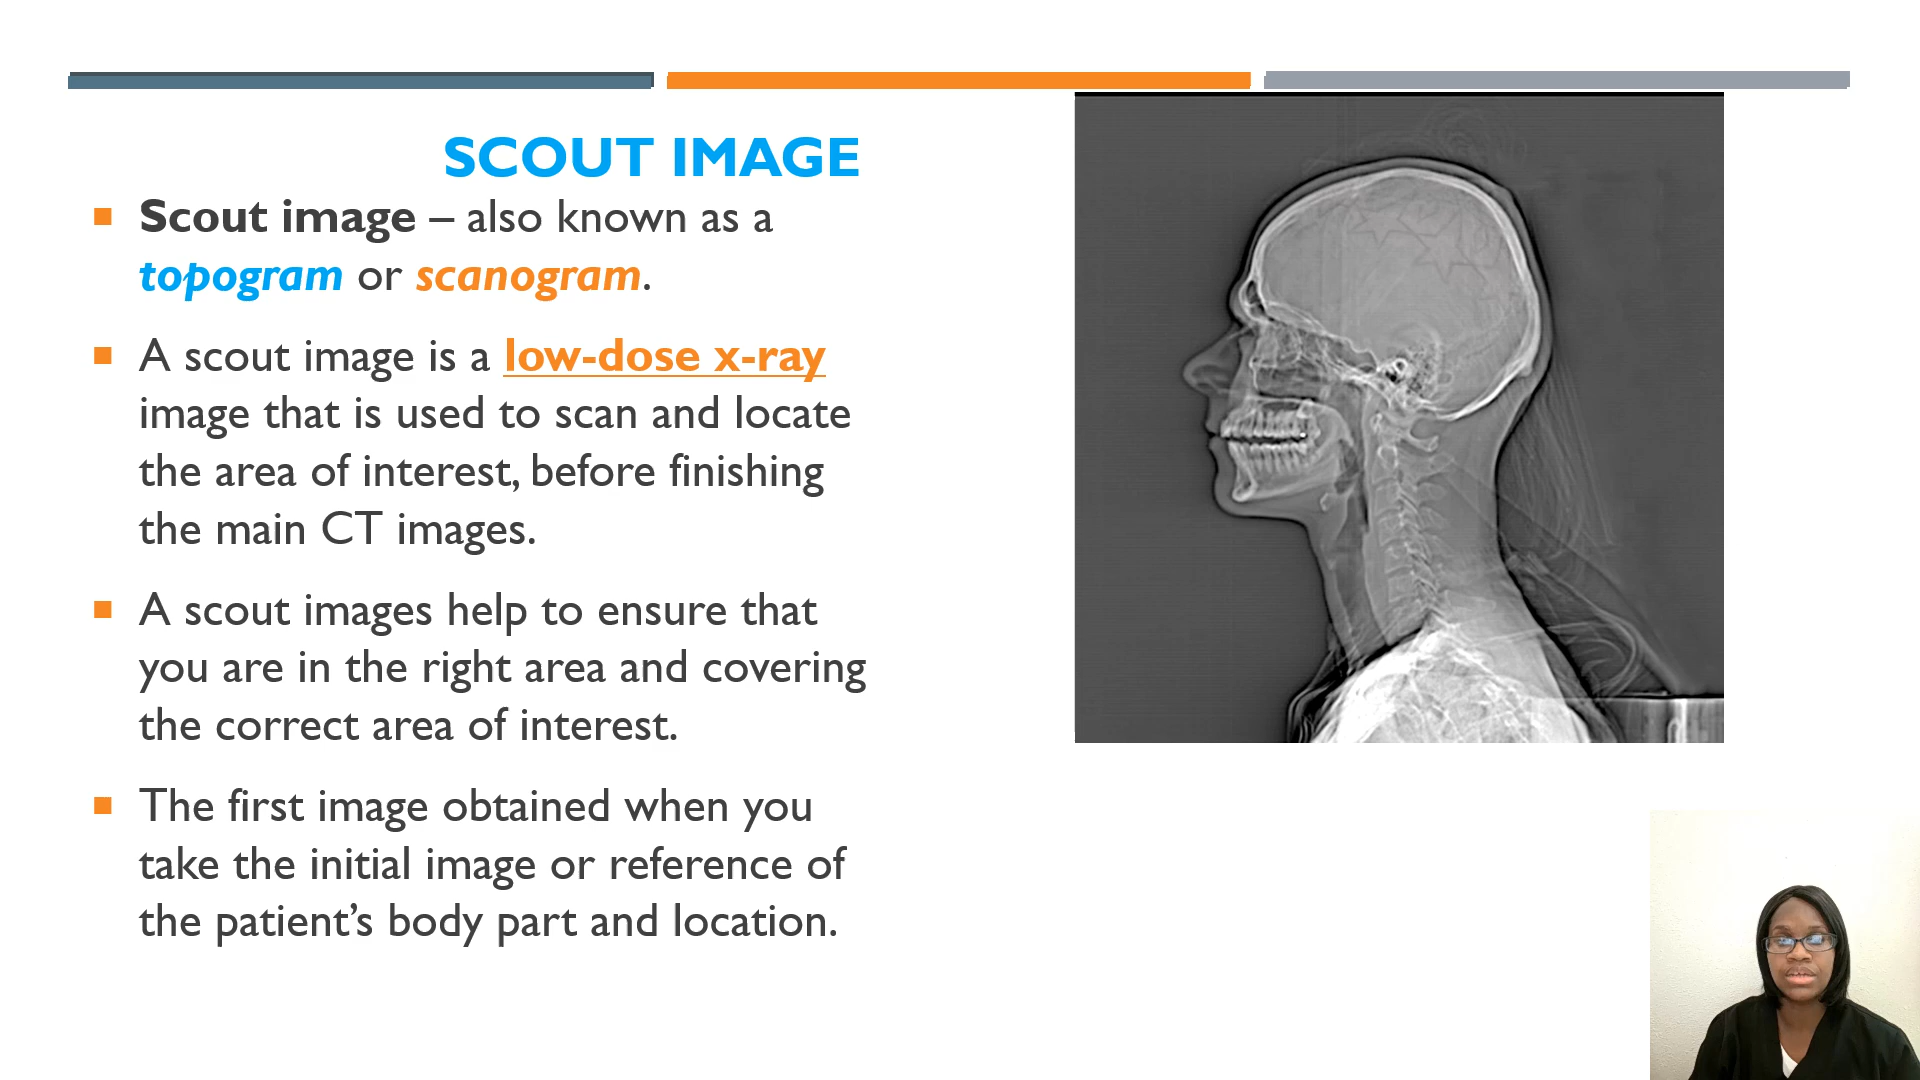 SCOUT IMAGE
Scout image – also known as a
topogram or scanogram.
A scout image is a low-dose x-ray
image that is used to scan and locate
the area of interest, before finishing
the main CT images.
A scout images help to ensure that
you are in the right area and covering
the correct area of interest.
The first image obtained when you
take the initial image or reference of
the patient’s body part and location.